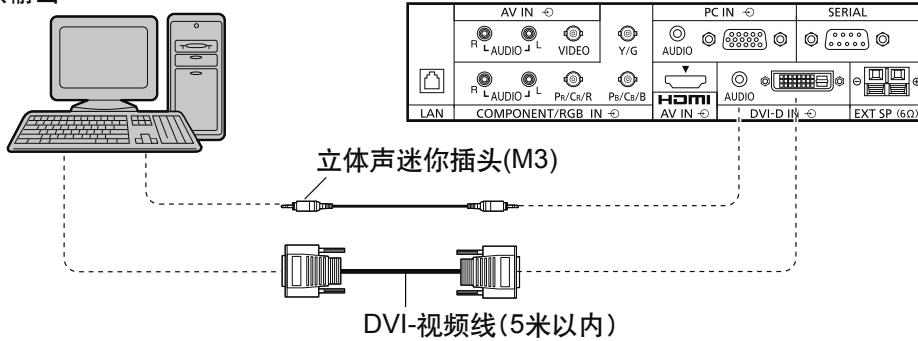 AV IN
PC IN
SERIAL
R AUDIO L
VIDEO
Y/G
AUDIO
R AUDIO L
PR/CR/R
PB/CB/B
HDMI
AUDIO
LAN
COMPONENT/RGB IN
AV IN
DVI-D IN
EXT SP (6Ω)
立体声迷你插头(M3)
DVI-视频线(5米以内)